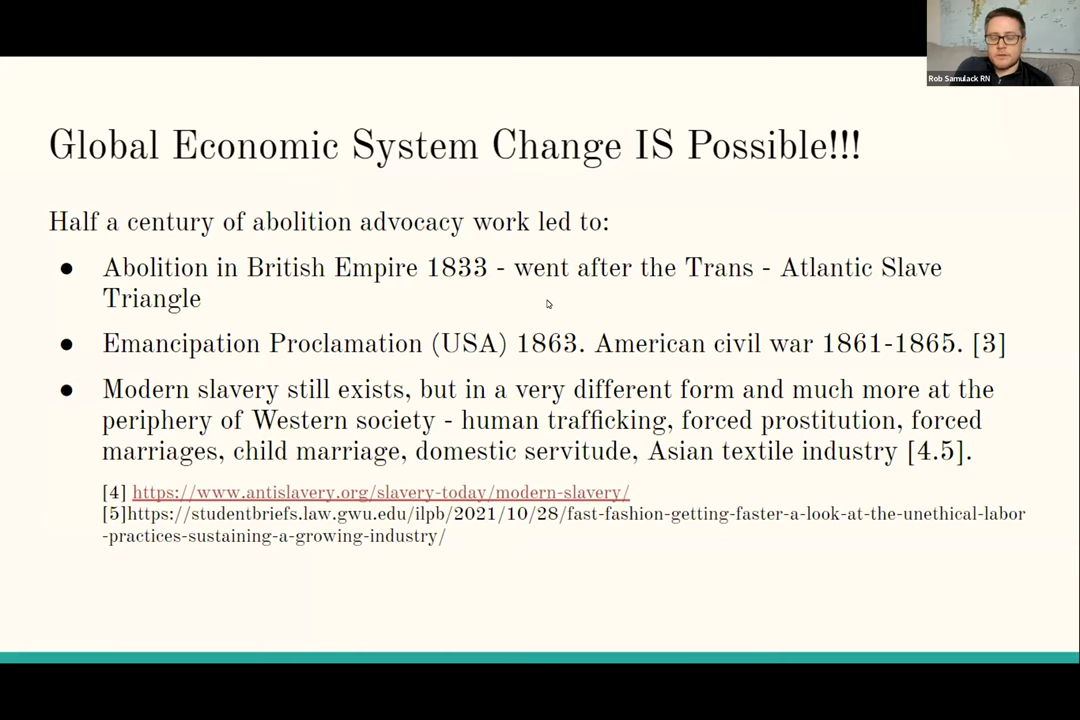 Rob Samulack RN
Global Economic System Change IS Possible!!!
Half a century of abolition advocacy work led to:
● Abolition in British Empire 1833 - went after the Trans - Atlantic Slave
Triangle
● Emancipation Proclamation (USA) 1863. American civil war 1861-1865. [3]
● Modern slavery still exists, but in a very different form and much more at the
periphery of Western society - human trafficking, forced prostitution, forced
marriages, child marriage, domestic servitude, Asian textile industry [4.5].
[4] https://www.antislavery.org/slavery-today/modern-slavery/
[5]https://studentbriefs.law.gwu.edu/ilpb/2021/10/28/fast-fashion-getting-faster-a-look-at-the-unethical-labor
-practices-sustaining-a-growing-industry/